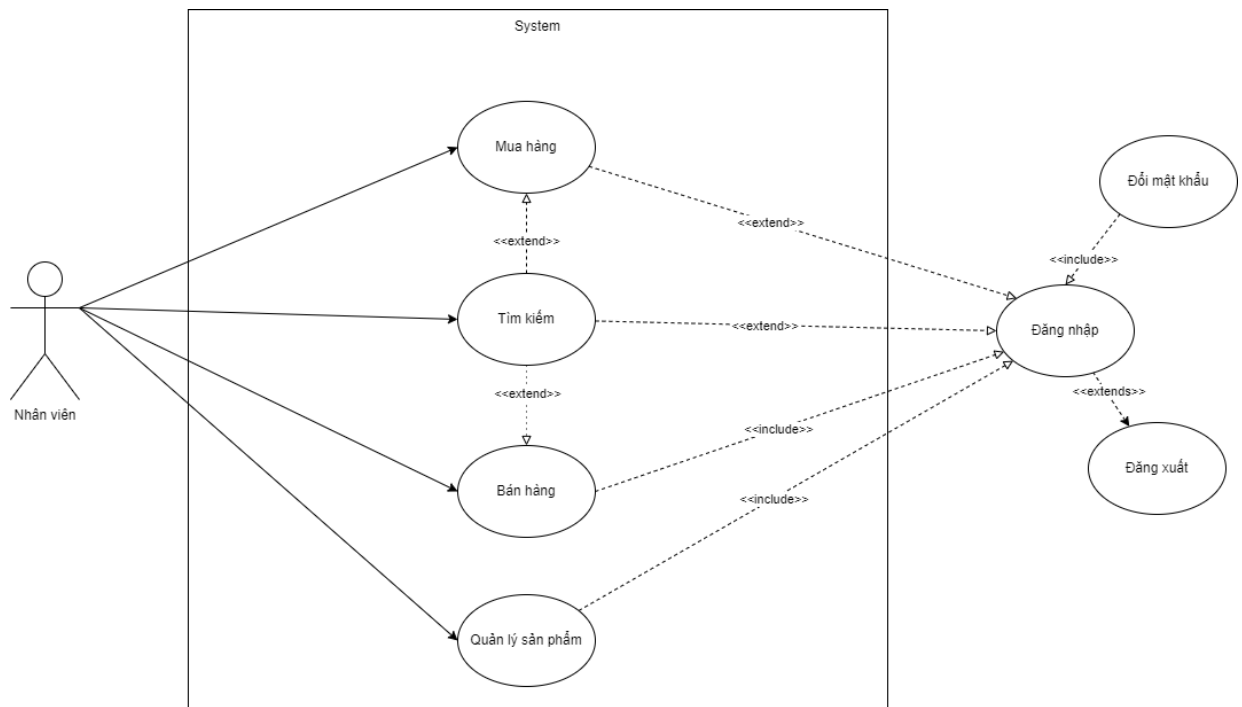 System
Mua hàng
Đổi mật khẩu
<<extend>>
<<extend>>
<<include>>
Tìm kiếm
<<extend>>
Đăng nhập
<<extend>>
<<extends>>
Nhân viên
<<include>>
Đăng xuất
Bán hàng
<<include>>
Quản lý sản phẩm